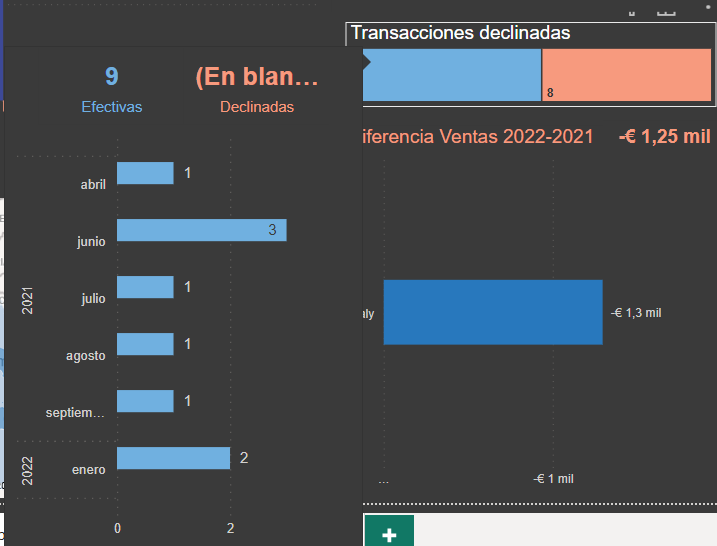 Transacciones declinadas
9
(En blan…
Efectivas
Declinadas
8
iferencia Ventas 2022-2021
-€ 1,25 mil
2021
abril
1
junio
3
julio
1
agosto
1
septiem…
1
2022
enero
2
0
2
-€ 1,3 mil
…
-€ 1 mil